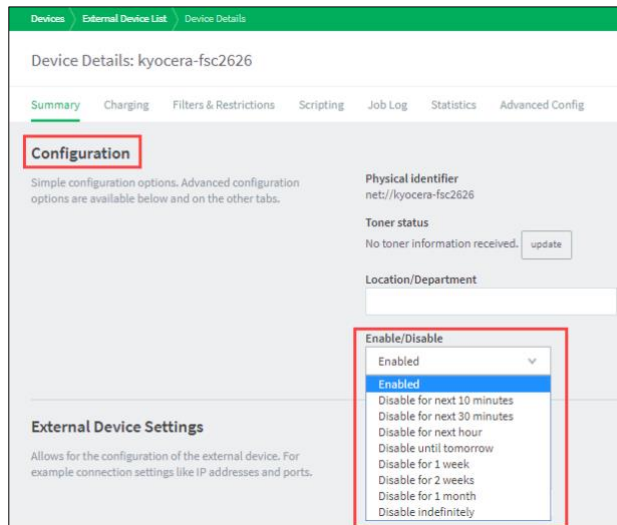 Devices External Device List Device Details
Device Details: kyocera-fsc2626
Summary Charging Filters & Restrictions Scripting Job Log Statistics Advanced Config
Configuration
Simple configuration options. Advanced configuration
options are available below and on the other tabs.
Physical identifier
net://kyocera-fsc2626
Toner status
No toner information received. update
Location/Department
Enable/Disable
Enabled
Enabled
Disable for next 10 minutes
Disable for next 30 minutes
Disable for next hour
Disable until tomorrow
Disable for 1 week
Disable for 2 weeks
Disable for 1 month
Disable indefinitely
External Device Settings
Allows for the configuration of the external device. For
example connection settings like IP addresses and ports.